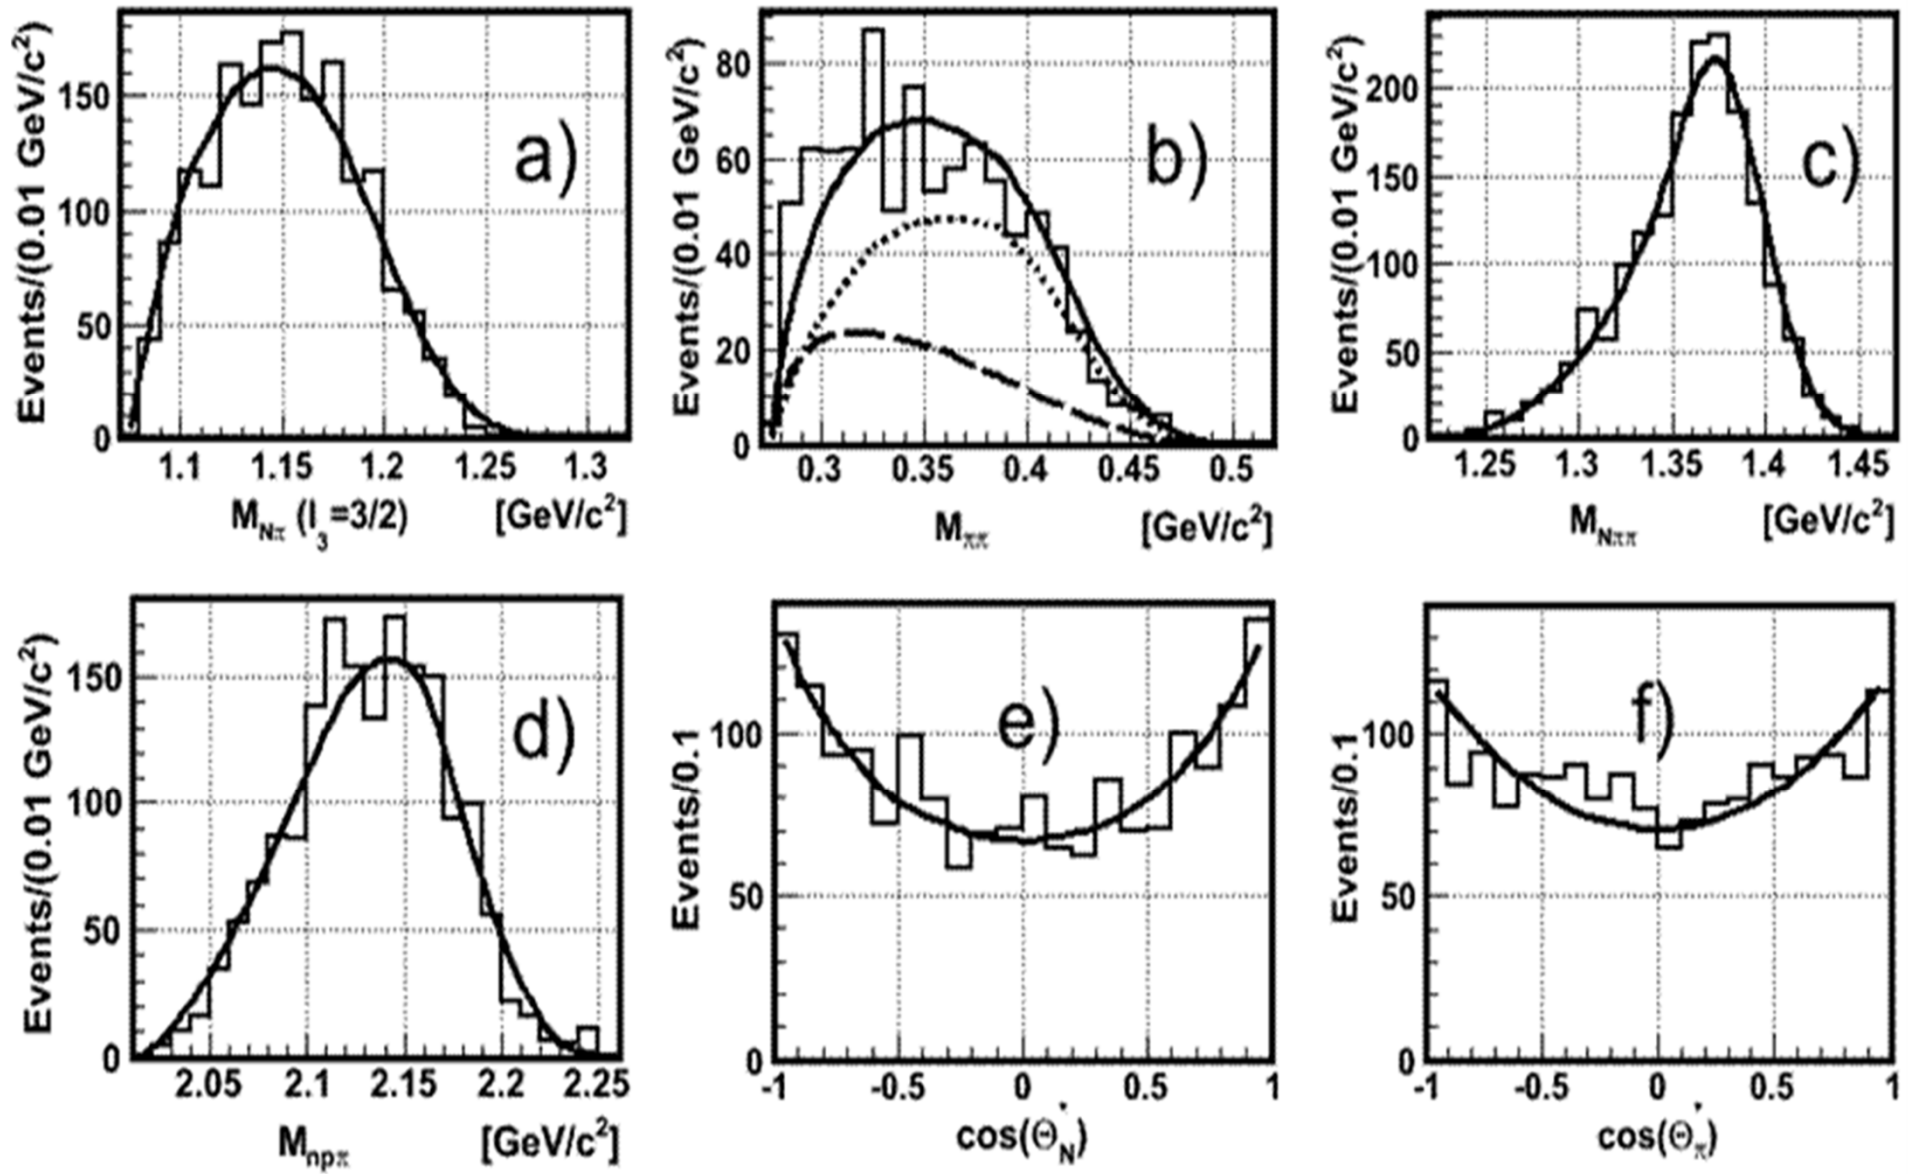 Events/(0.01 GeV/c²)
150
100
50
0
a)
1.1 1.15 1.2 1.25 1.3
M_Nπ (I_3=3/2) [GeV/c²]
Events/(0.01 GeV/c²)
80
60
40
20
0
b)
0.3 0.35 0.4 0.45 0.5
M_ππ [GeV/c²]
Events/(0.01 GeV/c²)
200
150
100
50
0
c)
1.25 1.3 1.35 1.4 1.45
M_Nππ [GeV/c²]
Events/(0.01 GeV/c²)
150
100
50
0
d)
2.05 2.1 2.15 2.2 2.25
M_npπ [GeV/c²]
Events/0.1
100
50
0
e)
-1 -0.5 0 0.5 1
cos(Θ*_N)
Events/0.1
100
50
0
f)
-1 -0.5 0 0.5 1
cos(Θ*_π)